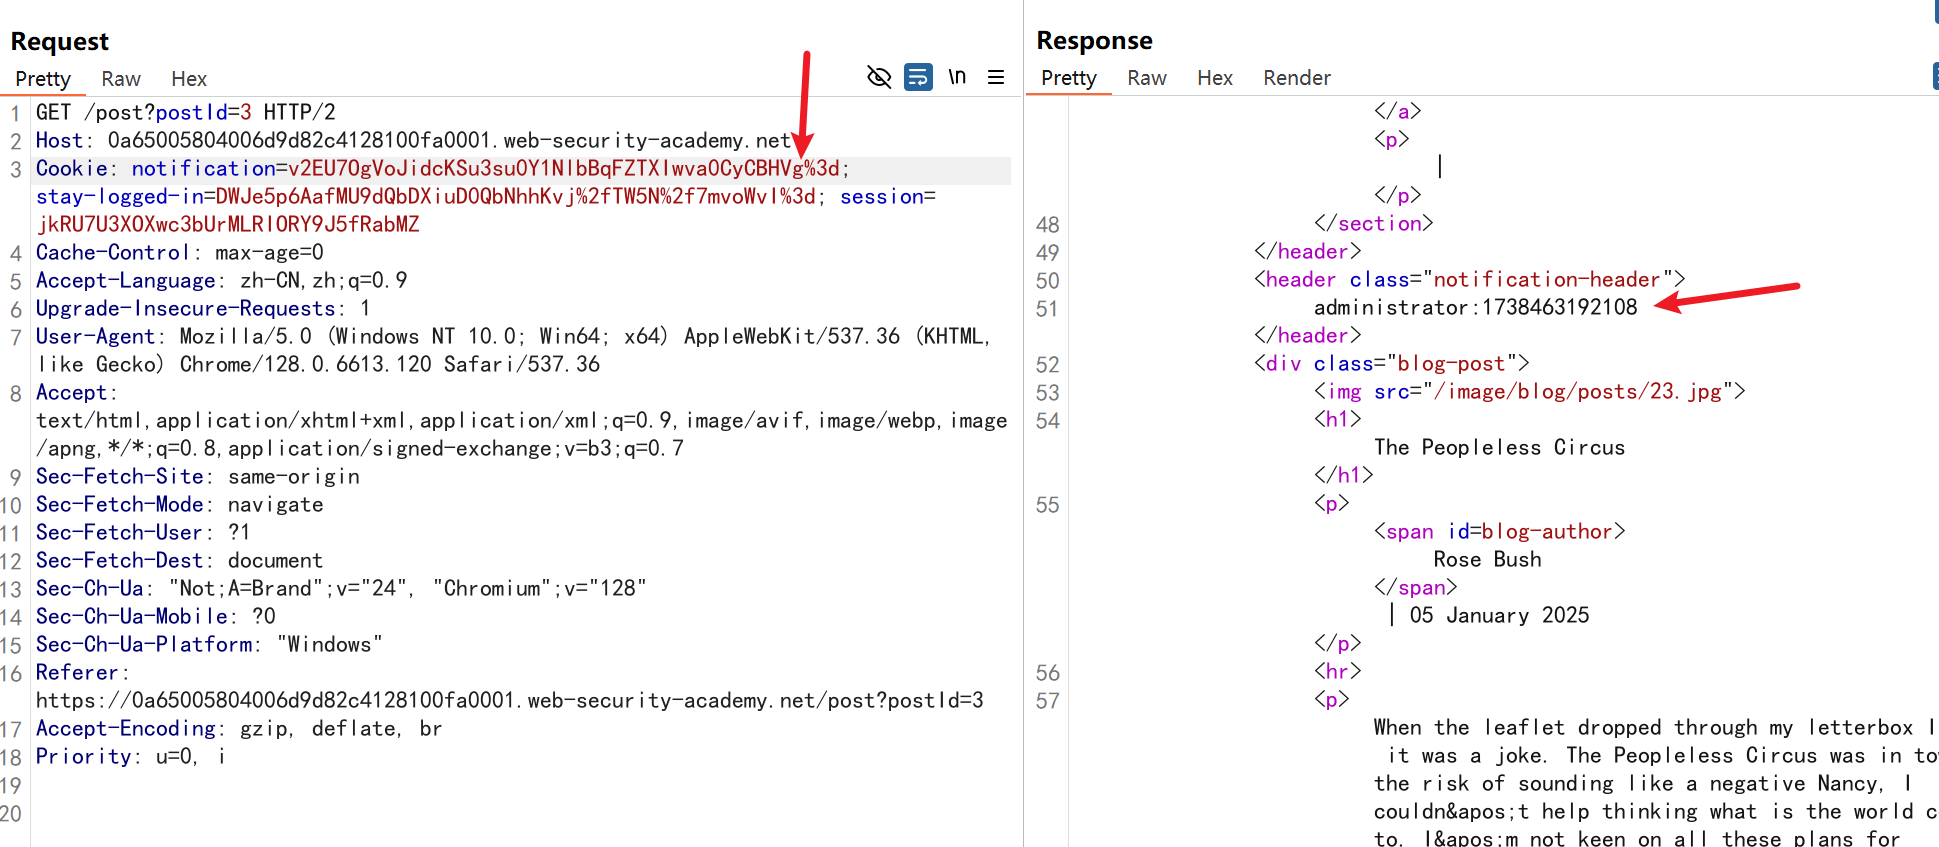 Request
Pretty Raw Hex \n
1 GET /post?postId=3 HTTP/2
2 Host: 0a65005804006d9d82c4128100fa0001.web-security-academy.net
3 Cookie: notification=v2EU7OgVoJidcKSu3su0Y1NlbBqFZTXIwva0CyCBHVg%3d;
stay-logged-in=DWJe5p6AafMU9dQbDXiuD0QbNhhKvj%2fTW5N%2f7mvoWvI%3d; session=
jkRU7U3X0Xwc3bUrMLRI0RY9J5fRabMZ
4 Cache-Control: max-age=0
5 Accept-Language: zh-CN,zh;q=0.9
6 Upgrade-Insecure-Requests: 1
7 User-Agent: Mozilla/5.0 (Windows NT 10.0; Win64; x64) AppleWebKit/537.36 (KHTML,
like Gecko) Chrome/128.0.6613.120 Safari/537.36
8 Accept:
text/html,application/xhtml+xml,application/xml;q=0.9,image/avif,image/webp,image
/apng,*/*;q=0.8,application/signed-exchange;v=b3;q=0.7
9 Sec-Fetch-Site: same-origin
10 Sec-Fetch-Mode: navigate
11 Sec-Fetch-User: ?1
12 Sec-Fetch-Dest: document
13 Sec-Ch-Ua: "Not;A=Brand";v="24", "Chromium";v="128"
14 Sec-Ch-Ua-Mobile: ?0
15 Sec-Ch-Ua-Platform: "Windows"
16 Referer:
https://0a65005804006d9d82c4128100fa0001.web-security-academy.net/post?postId=3
17 Accept-Encoding: gzip, deflate, br
18 Priority: u=0, i
19
20
Response
Pretty Raw Hex Render
</a>
<p>
|
</p>
48 </section>
49 </header>
50 <header class="notification-header">
51 administrator:1738463192108
</header>
52 <div class="blog-post">
53 <img src="/image/blog/posts/23.jpg">
54 <h1>
The Peopleless Circus
</h1>
55 <p>
<span id=blog-author>
Rose Bush
</span>
| 05 January 2025
</p>
56 <hr>
57 <p>
When the leaflet dropped through my letterbox I
it was a joke. The Peopleless Circus was in
the risk of sounding like a negative Nancy, I
couldn&apos;t help thinking what is the world
to. I&apos;m not keen on all these plans for